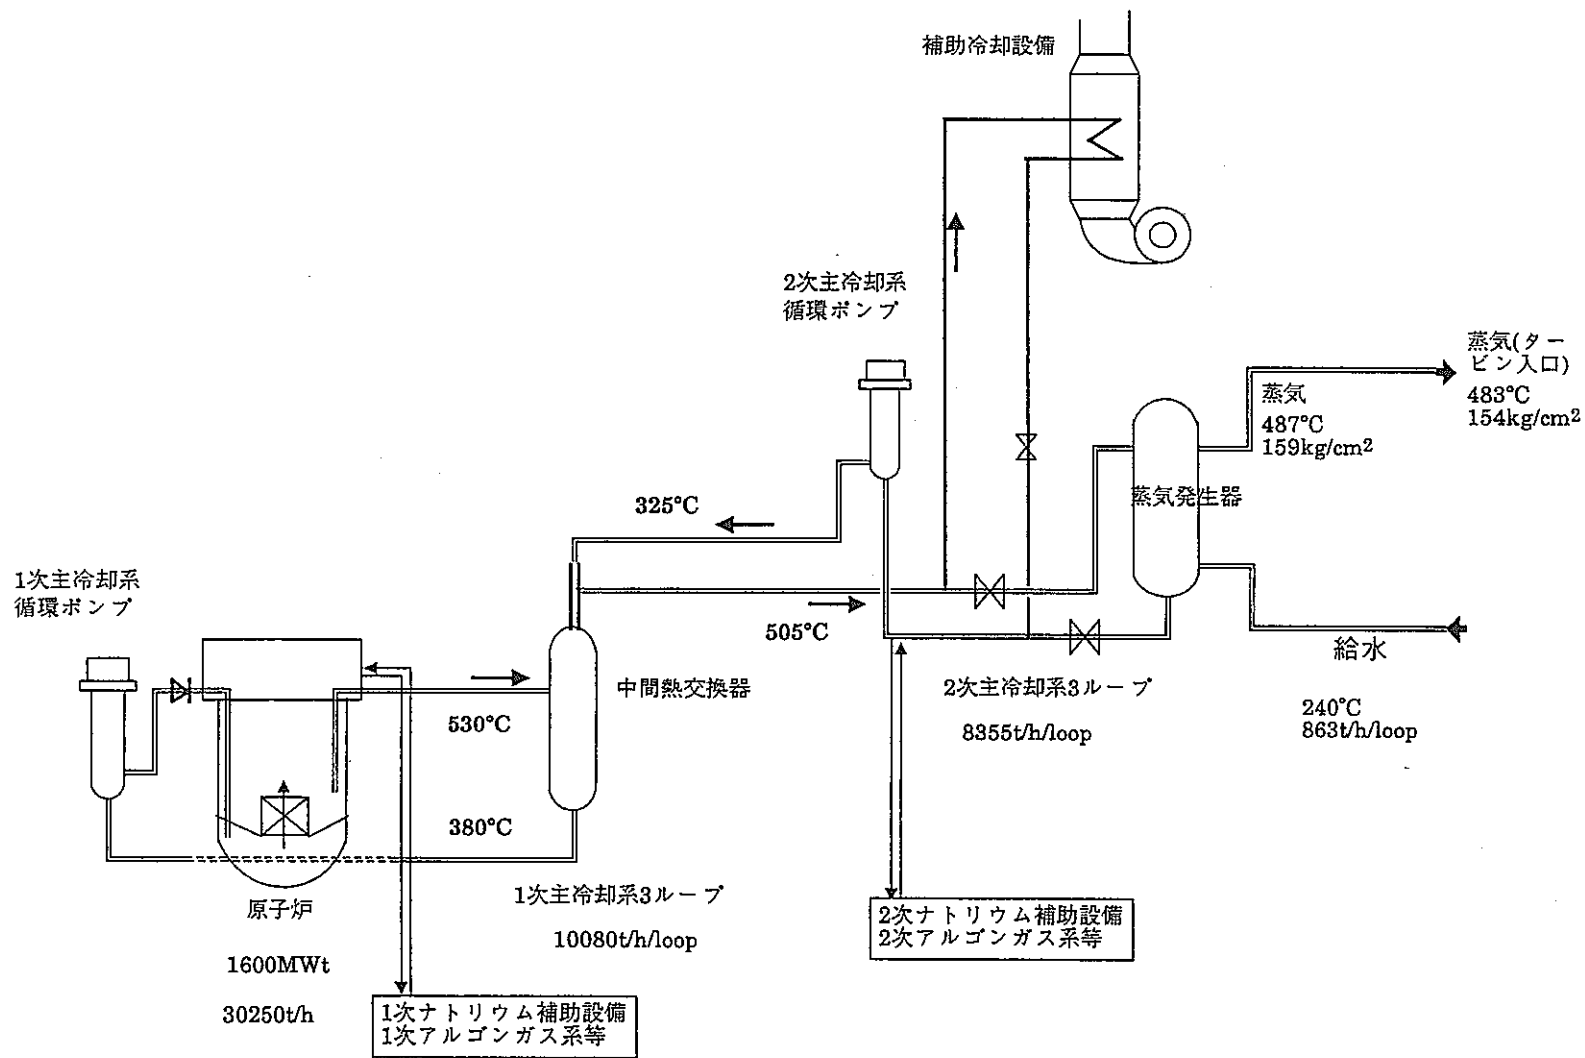 補助冷却設備
2次主冷却系
循環ポンプ
蒸気(ター
ビン入口)
483°C
154kg/cm2
蒸気
487°C
159kg/cm2
蒸気発生器
325°C
1次主冷却系
循環ポンプ
505°C
給水
中間熱交換器
2次主冷却系3ループ
8355t/h/loop
240°C
863t/h/loop
530°C
380°C
1次主冷却系3ループ
10080t/h/loop
原子炉
1600MWt
30250t/h
2次ナトリウム補助設備
2次アルゴンガス系等
1次ナトリウム補助設備
1次アルゴンガス系等